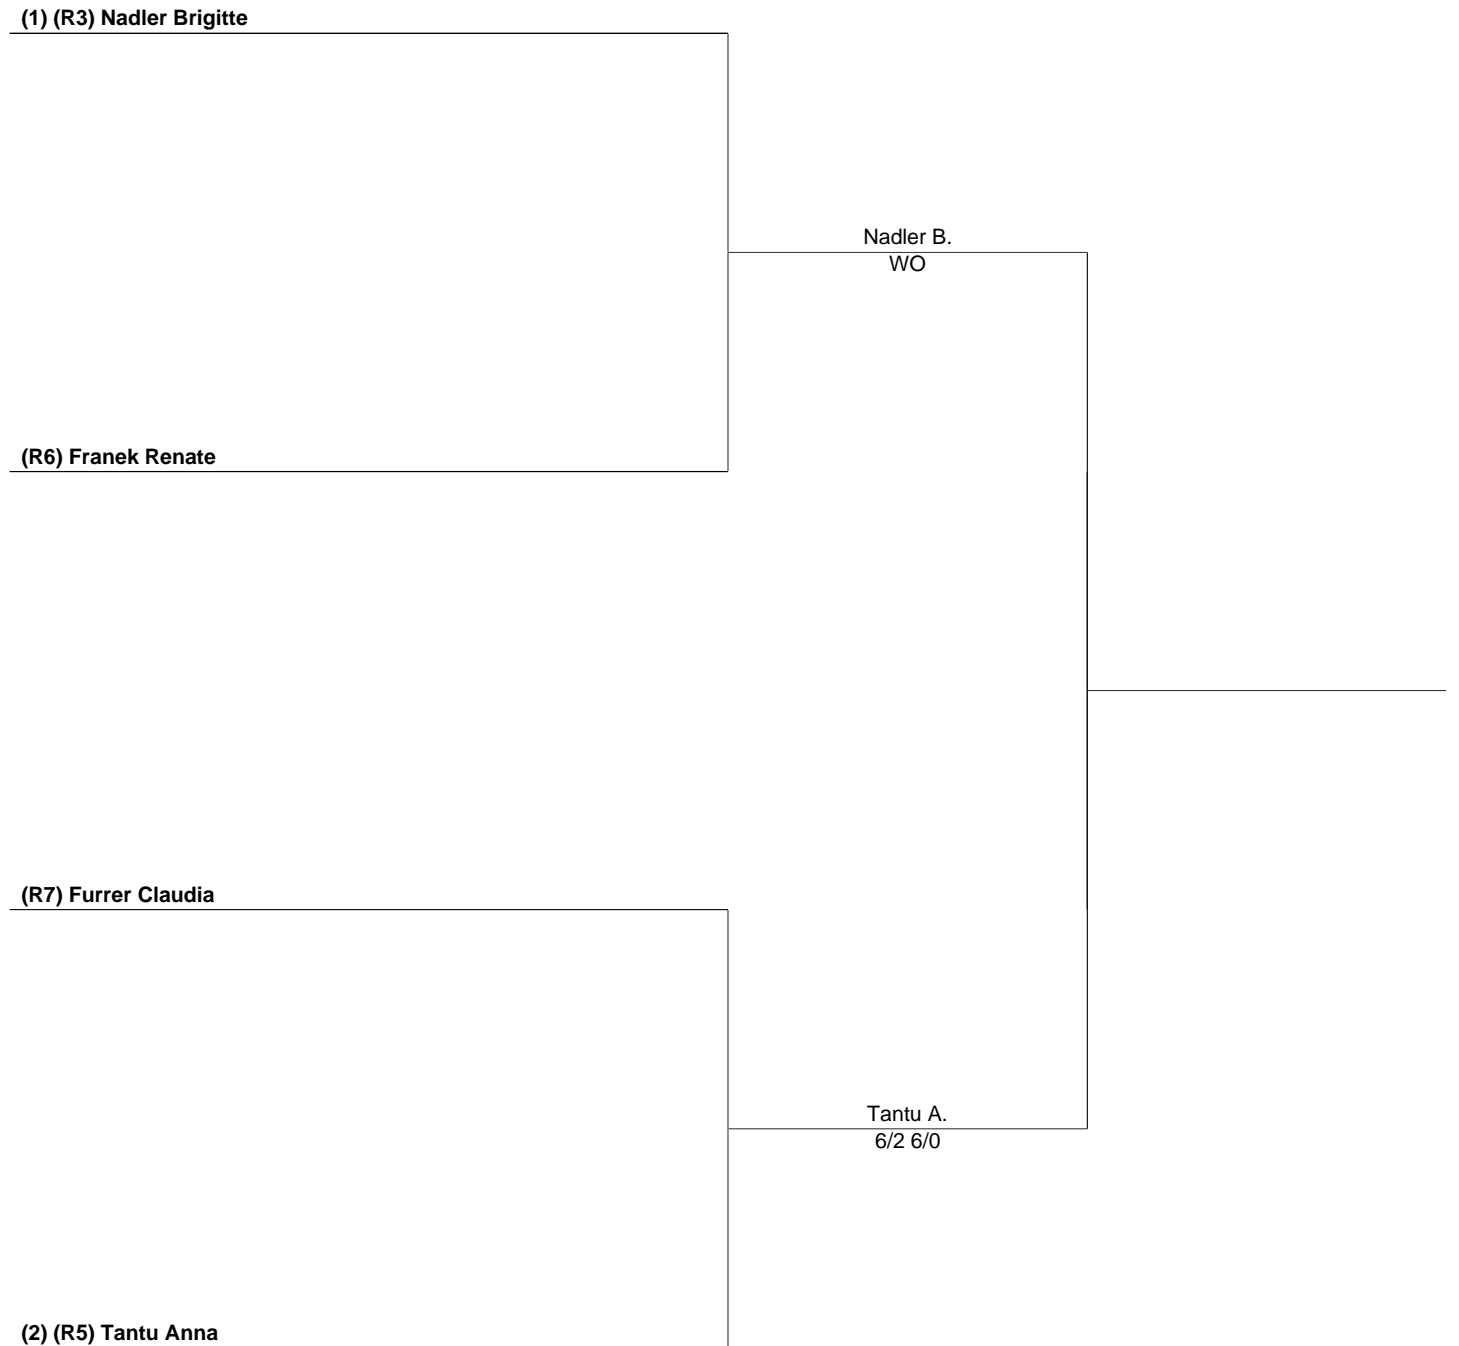 (1) (R3) Nadler Brigitte
Nadler B.
WO
(R6) Franek Renate
(R7) Furrer Claudia
Tantu A.
6/2 6/0
(2) (R5) Tantu Anna